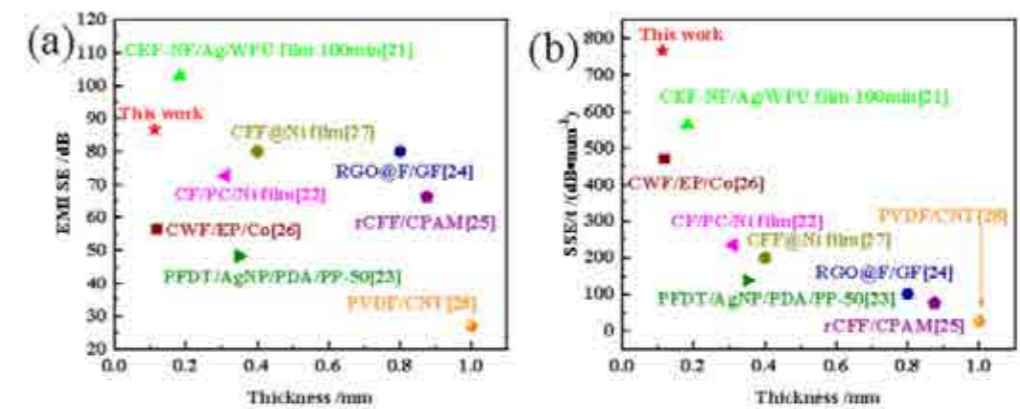 (a)
EMI SE /dB
120
110
100
90
80
70
60
50
40
30
20
CEF-NF/Ag/WPU film-100min[21]
This work
CFF@Ni film[27]
RGO@F/GF[24]
CF/PC/Ni film[22]
rCFF/CPAM[25]
CWF/EP/Co[26]
PFDT/AgNP/PDA/PP-50[23]
PVDF/CNT[28]
0.0 0.2 0.4 0.6 0.8 1.0
Thickness /mm
(b)
SSE/t /(dB•mm⁻¹)
800
700
600
500
400
300
200
100
0
This work
CEF-NF/Ag/WPU film-100min[21]
CWF/EP/Co[26]
PVDF/CNT[28]
CF/PC/Ni film[22]
CFF@Ni film[27]
RGO@F/GF[24]
PFDT/AgNP/PDA/PP-50[23]
rCFF/CPAM[25]
0.0 0.2 0.4 0.6 0.8 1.0
Thickness /mm